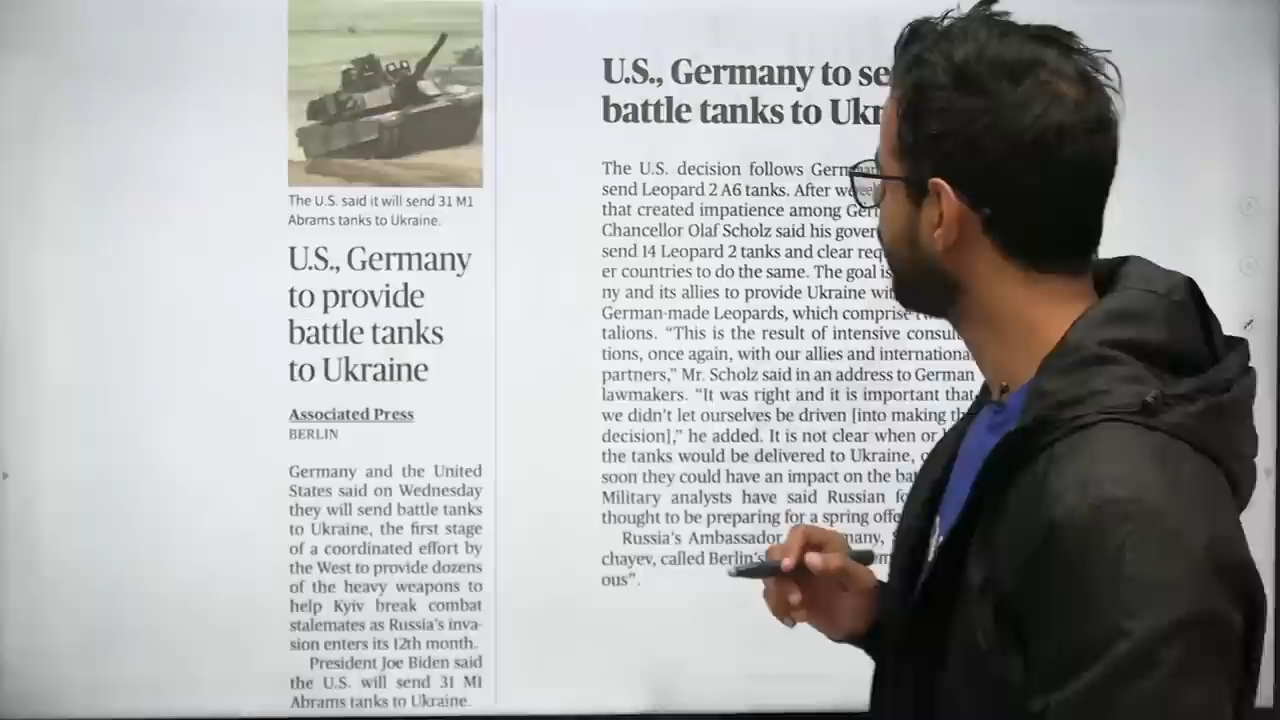 The U.S. said it will send 31 M1
Abrams tanks to Ukraine.
U.S., Germany
to provide
battle tanks
to Ukraine
Associated Press
BERLIN
Germany and the United
States said on Wednesday
they will send battle tanks
to Ukraine, the first stage
of a coordinated effort by
the West to provide dozens
of the heavy weapons to
help Kyiv break combat
stalemates as Russia's inva-
sion enters its 12th month.
President Joe Biden said
the U.S. will send 31 M1
Abrams tanks to Ukraine.
U.S., Germany to
battle tanks to
The U.S. decision follows
send Leopard 2 A6 tanks. After
that created impatience among
Chancellor Olaf Scholz said his
send 14 Leopard 2 tanks and clear
er countries to do the same. The goal is
ny and its allies to provide Ukraine
German-made Leopards, which comprise
talions. "This is the result of intensive
tions, once again, with our allies and international
partners," Mr. Scholz said in an address to German
lawmakers. "It was right and it is important that
we didn't let ourselves be driven [into making
decision]," he added. It is not clear when or
the tanks would be delivered to Ukraine,
soon they could have an impact on the
Military analysts have said Russian
thought to be preparing for a spring
Russia's Ambassador
chayev, called Berlin's
ous".